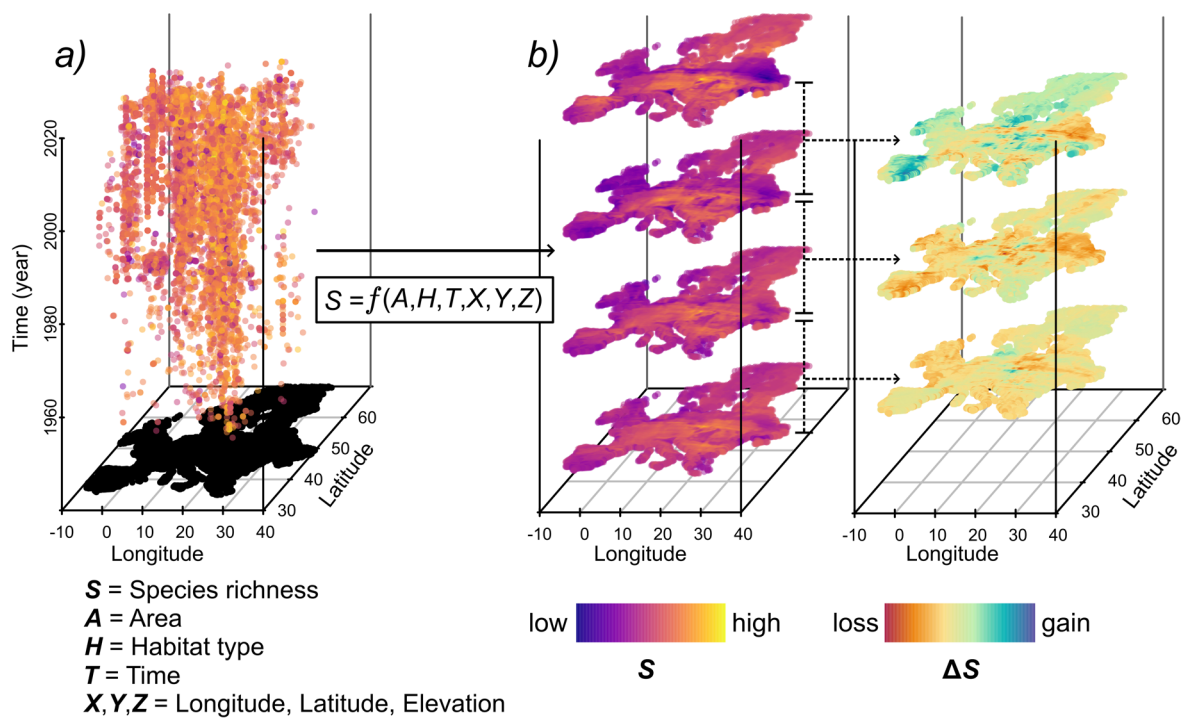 a)
b)
2020
2000
1980
1960
Time (year)
S = f(A,H,T,X,Y,Z)
60
50
40
30
Latitude
-10 0 10 20 30 40
Longitude
-10 0 10 20 30 40
Longitude
60
50
40
30
Latitude
-10 0 10 20 30 40
Longitude
S = Species richness
A = Area
H = Habitat type
T = Time
X,Y,Z = Longitude, Latitude, Elevation
low high
S
loss gain
ΔS